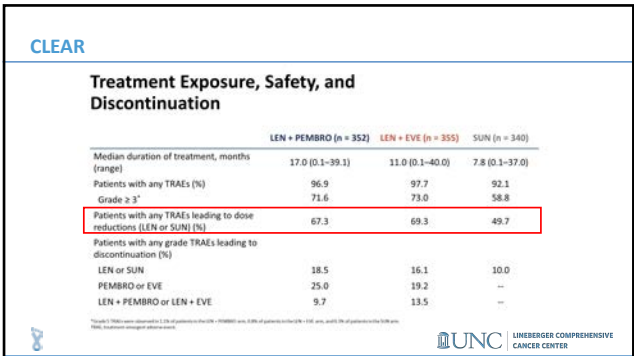 CLEAR
Treatment Exposure, Safety, and
Discontinuation
LEN + PEMBRO (n = 352) LEN + EVE (n = 355) SUN (n = 340)
Median duration of treatment, months
(range) 17.0 (0.1–39.1) 11.0 (0.1–40.0) 7.8 (0.1–37.0)
Patients with any TRAEs (%) 96.9 97.7 92.1
Grade ≥ 3* 71.6 73.0 58.8
Patients with any TRAEs leading to dose
reductions (LEN or SUN) (%) 67.3 69.3 49.7
Patients with any grade TRAEs leading to
discontinuation (%)
LEN or SUN 18.5 16.1 10.0
PEMBRO or EVE 25.0 19.2 --
LEN + PEMBRO or LEN + EVE 9.7 13.5 --
UNC LINEBERGER COMPREHENSIVE
CANCER CENTER